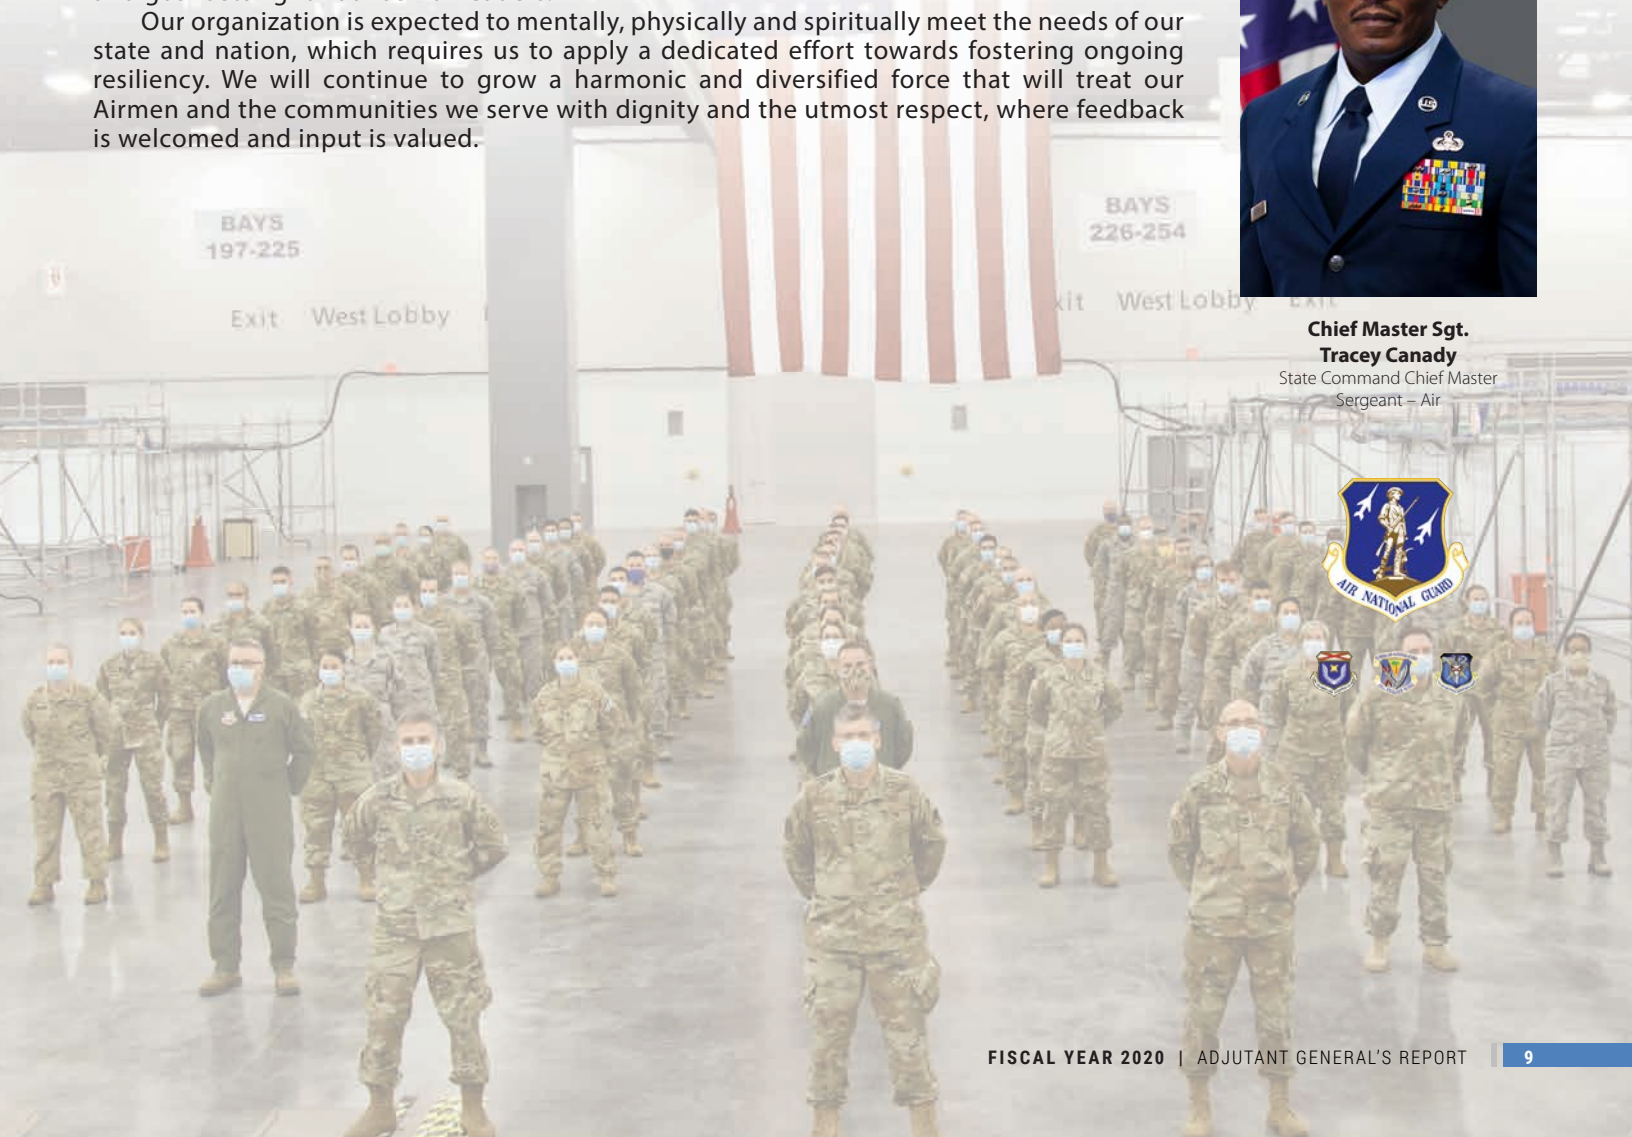 Our organization is expected to mentally, physically and spiritually meet the needs of our
state and nation, which requires us to apply a dedicated effort towards fostering ongoing
resiliency. We will continue to grow a harmonic and diversified force that will treat our
Airmen and the communities we serve with dignity and the utmost respect, where feedback
is welcomed and input is valued.
BAYS
197-225
Exit West Lobby
BAYS
226-254
West Lobby Exit
Chief Master Sgt.
Tracey Canady
State Command Chief Master
Sergeant – Air
AIR NATIONAL GUARD
FISCAL YEAR 2020 | ADJUTANT GENERAL'S REPORT 9